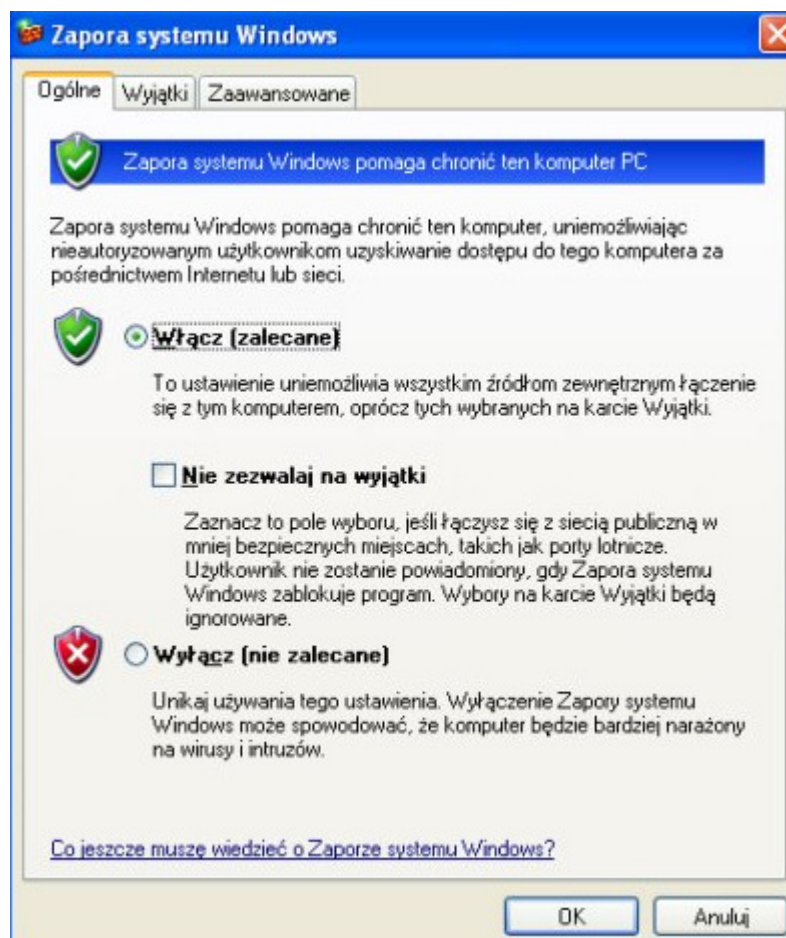 Zapora systemu Windows
Ogólne Wyjątki Zaawansowane
Zapora systemu Windows pomaga chronić ten komputer PC
Zapora systemu Windows pomaga chronić ten komputer, uniemożliwiając
nieautoryzowanym użytkownikom uzyskiwanie dostępu do tego komputera za
pośrednictwem Internetu lub sieci.
Włącz (zalecane)
To ustawienie uniemożliwia wszystkim źródłom zewnętrznym łączenie
się z tym komputerem, oprócz tych wybranych na karcie Wyjątki.
Nie zezwalaj na wyjątki
Zaznacz to pole wyboru, jeśli łączysz się z siecią publiczną w
mniej bezpiecznych miejscach, takich jak porty lotnicze.
Użytkownik nie zostanie powiadomiony, gdy Zapora systemu
Windows zablokuje program. Wybory na karcie Wyjątki będą
ignorowane.
Wyłącz (nie zalecane)
Unikaj używania tego ustawienia. Wyłączenie Zapory systemu
Windows może spowodować, że komputer będzie bardziej narażony
na wirusy i intruzów.
Co jeszcze muszę wiedzieć o Zaporze systemu Windows?
OK Anuluj